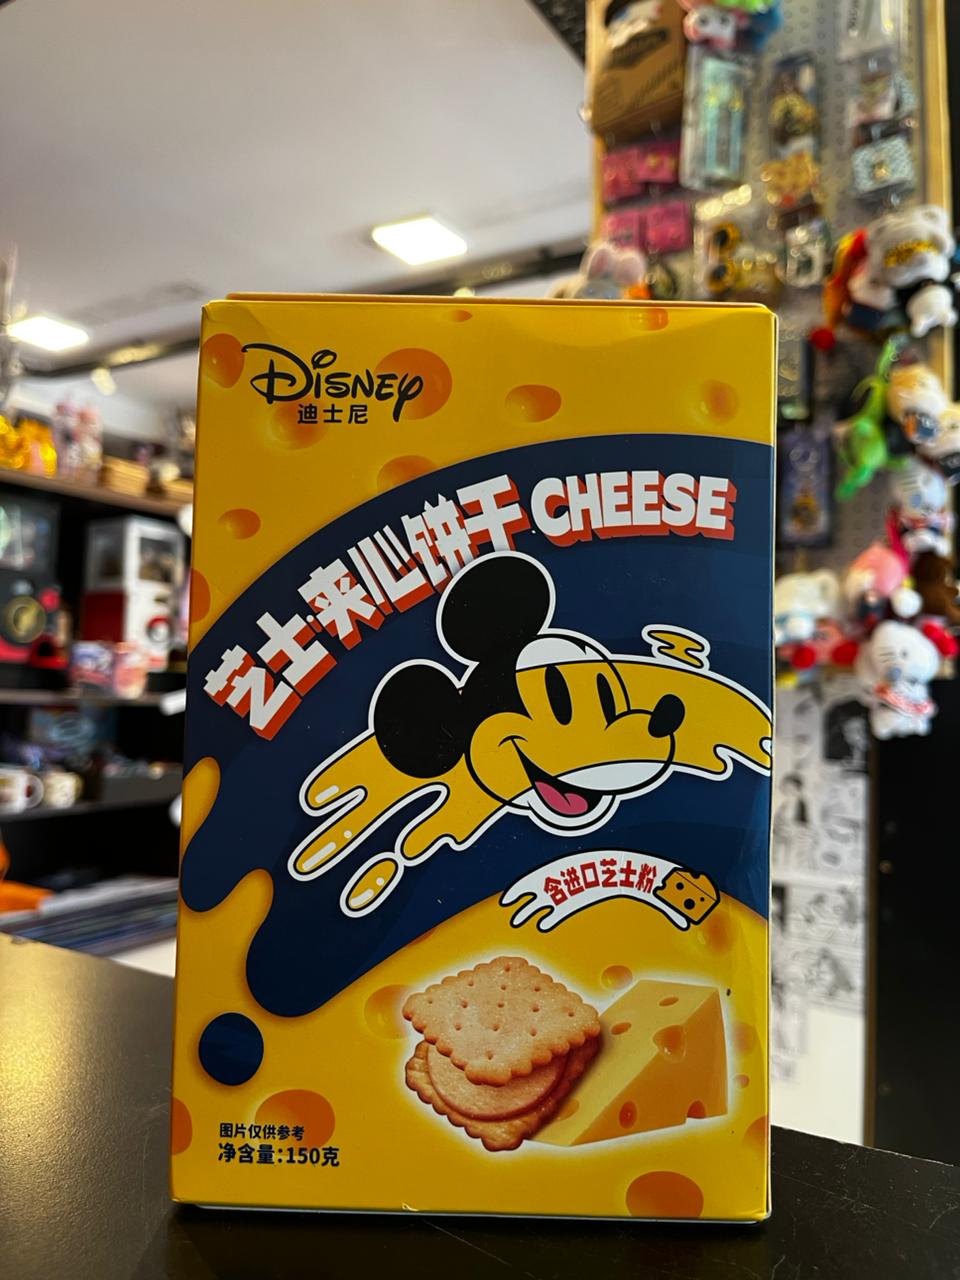 DISNEY
迪士尼
芝士夹心饼干 CHEESE
含进口芝士粉
图片仅供参考
净含量:150克